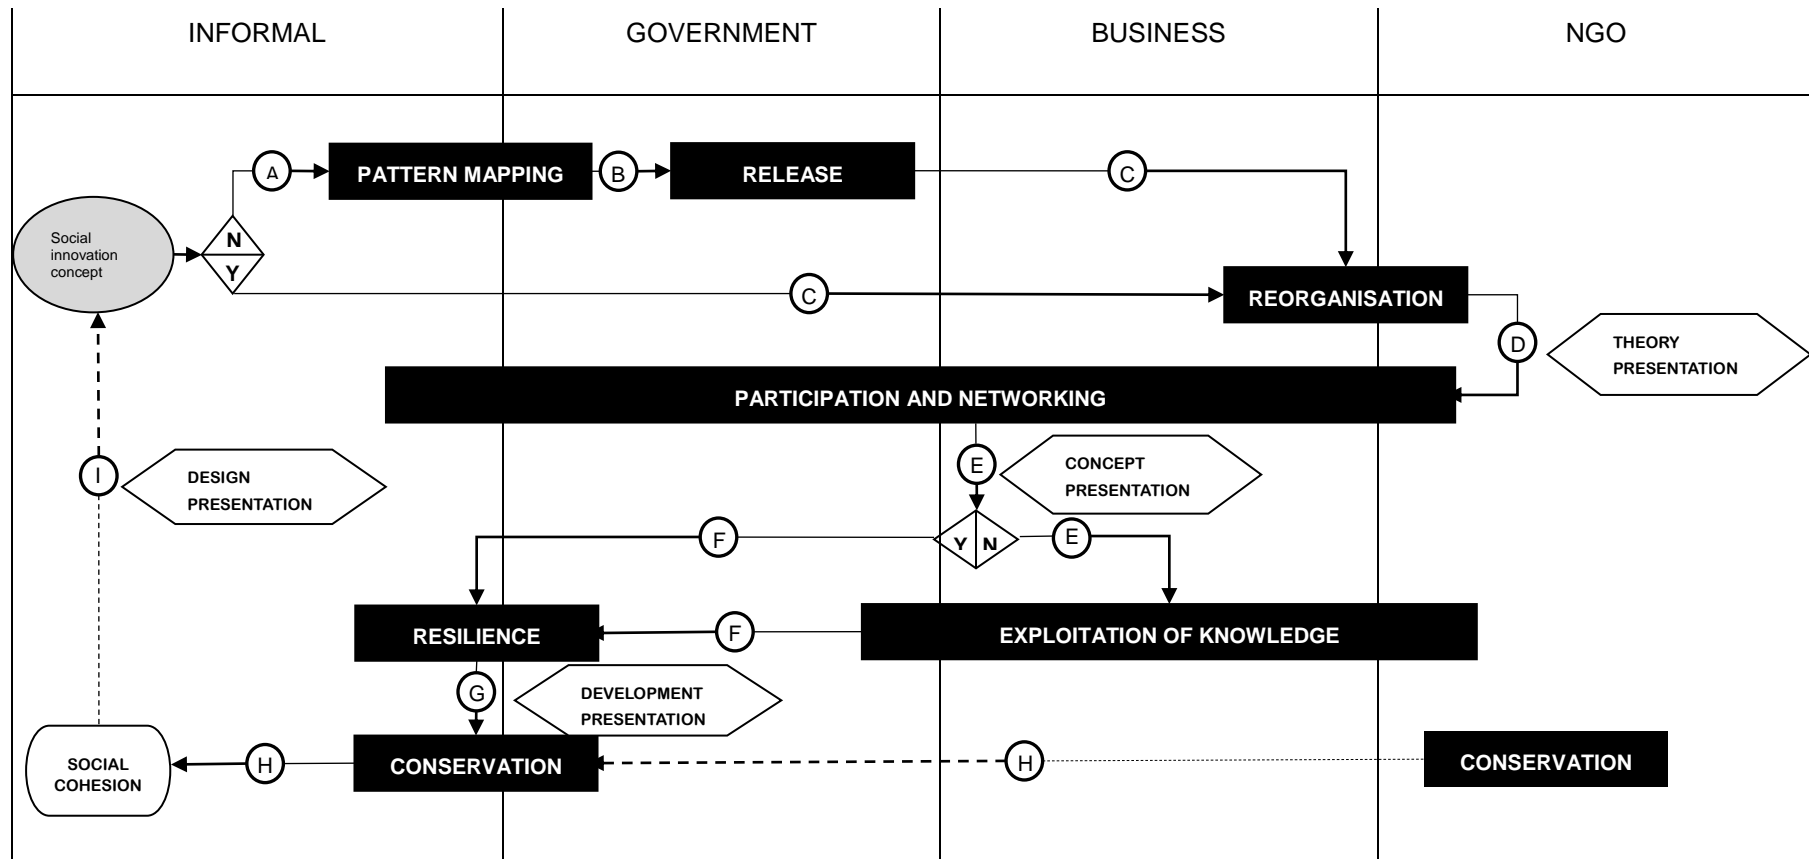 INFORMAL
GOVERNMENT
BUSINESS
NGO
A
PATTERN MAPPING
B
RELEASE
C
Social
innovation
concept
N
Y
C
REORGANISATION
D
THEORY
PRESENTATION
PARTICIPATION AND NETWORKING
I
DESIGN
PRESENTATION
E
CONCEPT
PRESENTATION
F
Y
N
E
RESILIENCE
F
EXPLOITATION OF KNOWLEDGE
G
DEVELOPMENT
PRESENTATION
SOCIAL
COHESION
H
CONSERVATION
H
CONSERVATION